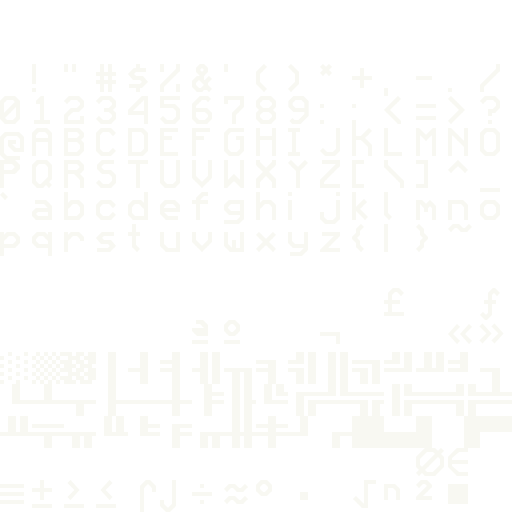 ! " # $ % & ' ( ) * + , - . /
0 1 2 3 4 5 6 7 8 9 : ; < = > ?
@ A B C D E F G H I J K L M N O
P Q R S T U V W X Y Z [ \ ] ^ _
` a b c d e f g h i j k l m n o
p q r s t u v w x y z { | } ~
£ ƒ
ª º ¬ « »
░ ▒ ▓ │ ┤ ╡ ╢ ╖ ╕ ╣ ║ ╗ ╝ ╜ ╛ ┐
└ ┴ ┬ ├ ─ ┼ ╞ ╟ ╚ ╔ ╩ ╦ ╠ ═ ╬ ╧
╨ ╤ ╥ ╙ ╘ ╒ ╓ ╫ ╪ ┘ ┌ █ ▄ ▌ ▐ ▀
∅ ∈
≡ ± ≥ ≤ ⌠ ⌡ ÷ ≈ ° ∙ √ ⁿ ² ■